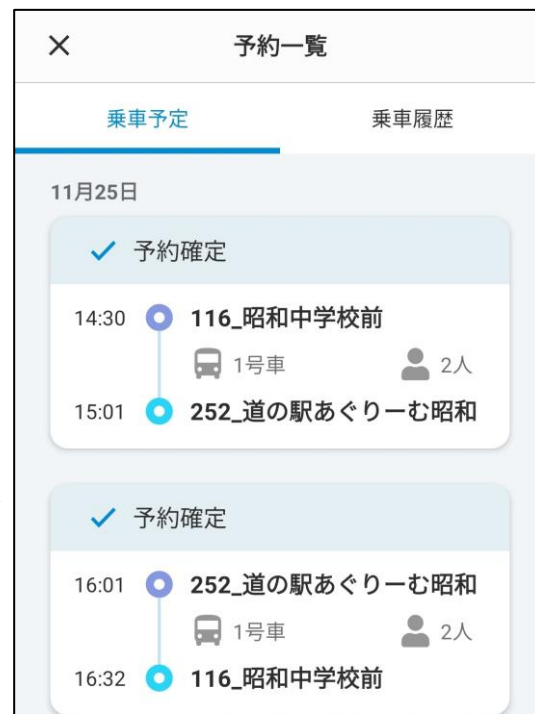 予約一覧
乗車予定 乗車履歴
11月25日
予約確定
14:30 116_昭和中学校前
1号車 2人
15:01 252_道の駅あぐりーむ昭和
予約確定
16:01 252_道の駅あぐりーむ昭和
1号車 2人
16:32 116_昭和中学校前